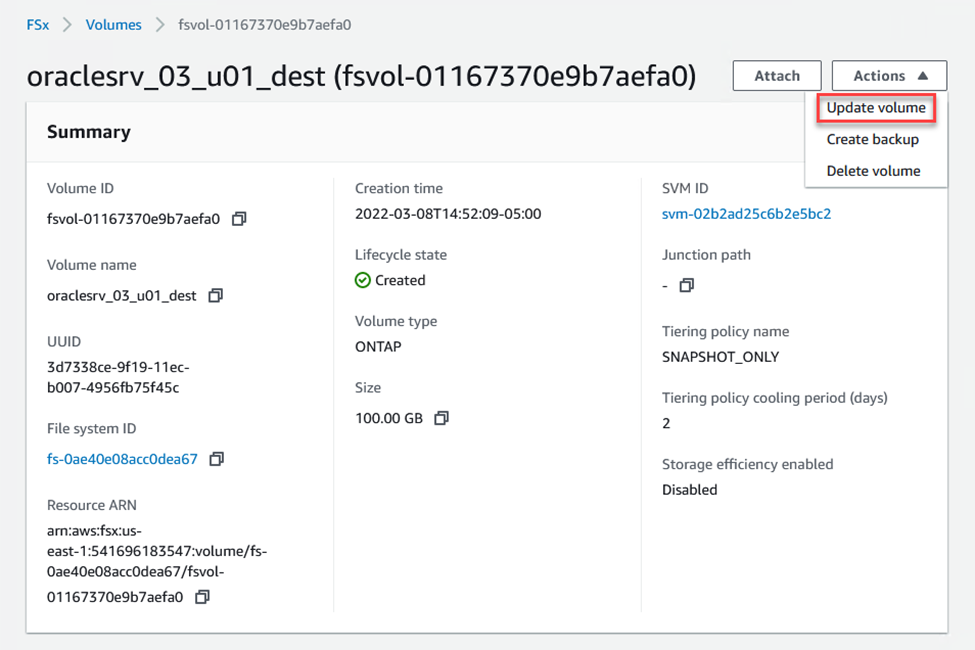 FSx > Volumes > fsvol-01167370e9b7aefa0
oraclesrv_03_u01_dest (fsvol-01167370e9b7aefa0)
Attach
Actions
Update volume
Create backup
Delete volume
Summary
Volume ID
fsvol-01167370e9b7aefa0
Volume name
oraclesrv_03_u01_dest
UUID
3d7338ce-9f19-11ec-
b007-4956fb75f45c
File system ID
fs-0ae40e08acc0dea67
Resource ARN
arn:aws:fsx:us-
east-1:541696183547:volume/fs-
0ae40e08acc0dea67/fsvol-
01167370e9b7aefa0
Creation time
2022-03-08T14:52:09-05:00
Lifecycle state
Created
Volume type
ONTAP
Size
100.00 GB
SVM ID
svm-02b2ad25c6b2e5bc2
Junction path
-
Tiering policy name
SNAPSHOT_ONLY
Tiering policy cooling period (days)
2
Storage efficiency enabled
Disabled